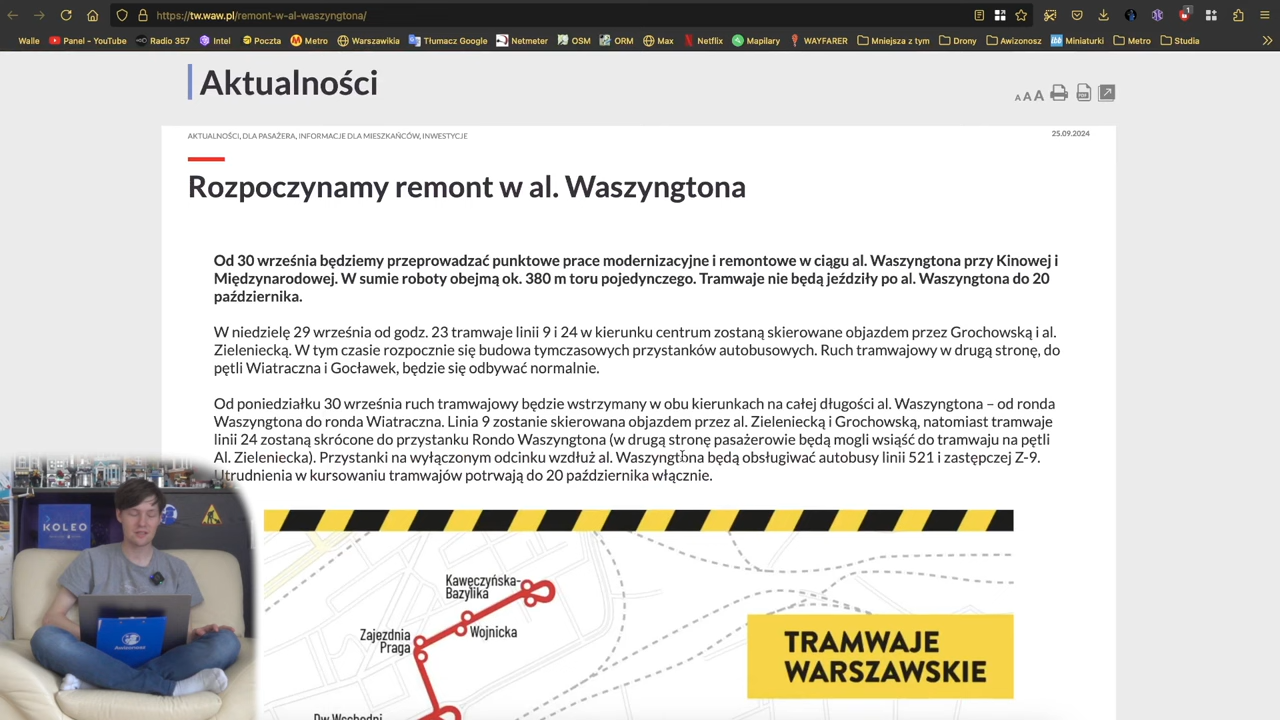 https://tw.waw.pl/remont-w-al-waszyngtona/
1
Walle Panel - YouTube Radio 357 Intel Poczta Metro Warszawikia Tłumacz Google Netmeter OSM ORM Max Netflix Mapilary WAYFARER Mniejsza z tym Drony Awizonosz Miniaturki Metro Studia
Aktualności
A A A
AKTUALNOŚCI, DLA PASAŻERA, INFORMACJE DLA MIESZKAŃCÓW, INWESTYCJE
25.09.2024
Rozpoczynamy remont w al. Waszyngtona
Od 30 września będziemy przeprowadzać punktowe prace modernizacyjne i remontowe w ciągu al. Waszyngtona przy Kinowej i
Międzynarodowej. W sumie roboty obejmą ok. 380 m toru pojedynczego. Tramwaje nie będą jeździły po al. Waszyngtona do 20
października.
W niedzielę 29 września od godz. 23 tramwaje linii 9 i 24 w kierunku centrum zostaną skierowane objazdem przez Grochowską i al.
Zieleniecką. W tym czasie rozpocznie się budowa tymczasowych przystanków autobusowych. Ruch tramwajowy w drugą stronę, do
pętli Wiatraczna i Gocławek, będzie się odbywać normalnie.
Od poniedziałku 30 września ruch tramwajowy będzie wstrzymany w obu kierunkach na całej długości al. Waszyngtona – od ronda
Waszyngtona do ronda Wiatraczna. Linia 9 zostanie skierowana objazdem przez al. Zieleniecką i Grochowską, natomiast tramwaje
linii 24 zostaną skrócone do przystanku Rondo Waszyngtona (w drugą stronę pasażerowie będą mogli wsiąść do tramwaju na pętli
Al. Zieleniecka). Przystanki na wyłączonym odcinku wzdłuż al. Waszyngtona będą obsługiwać autobusy linii 521 i zastępczej Z-9.
Utrudnienia w kursowaniu tramwajów potrwają do 20 października włącznie.
KOLEO
Kawęczyńska-
Bazylika
Wojnicka
Zajezdnia
Praga
Dw.Wschodni
TRAMWAJE
WARSZAWSKIE